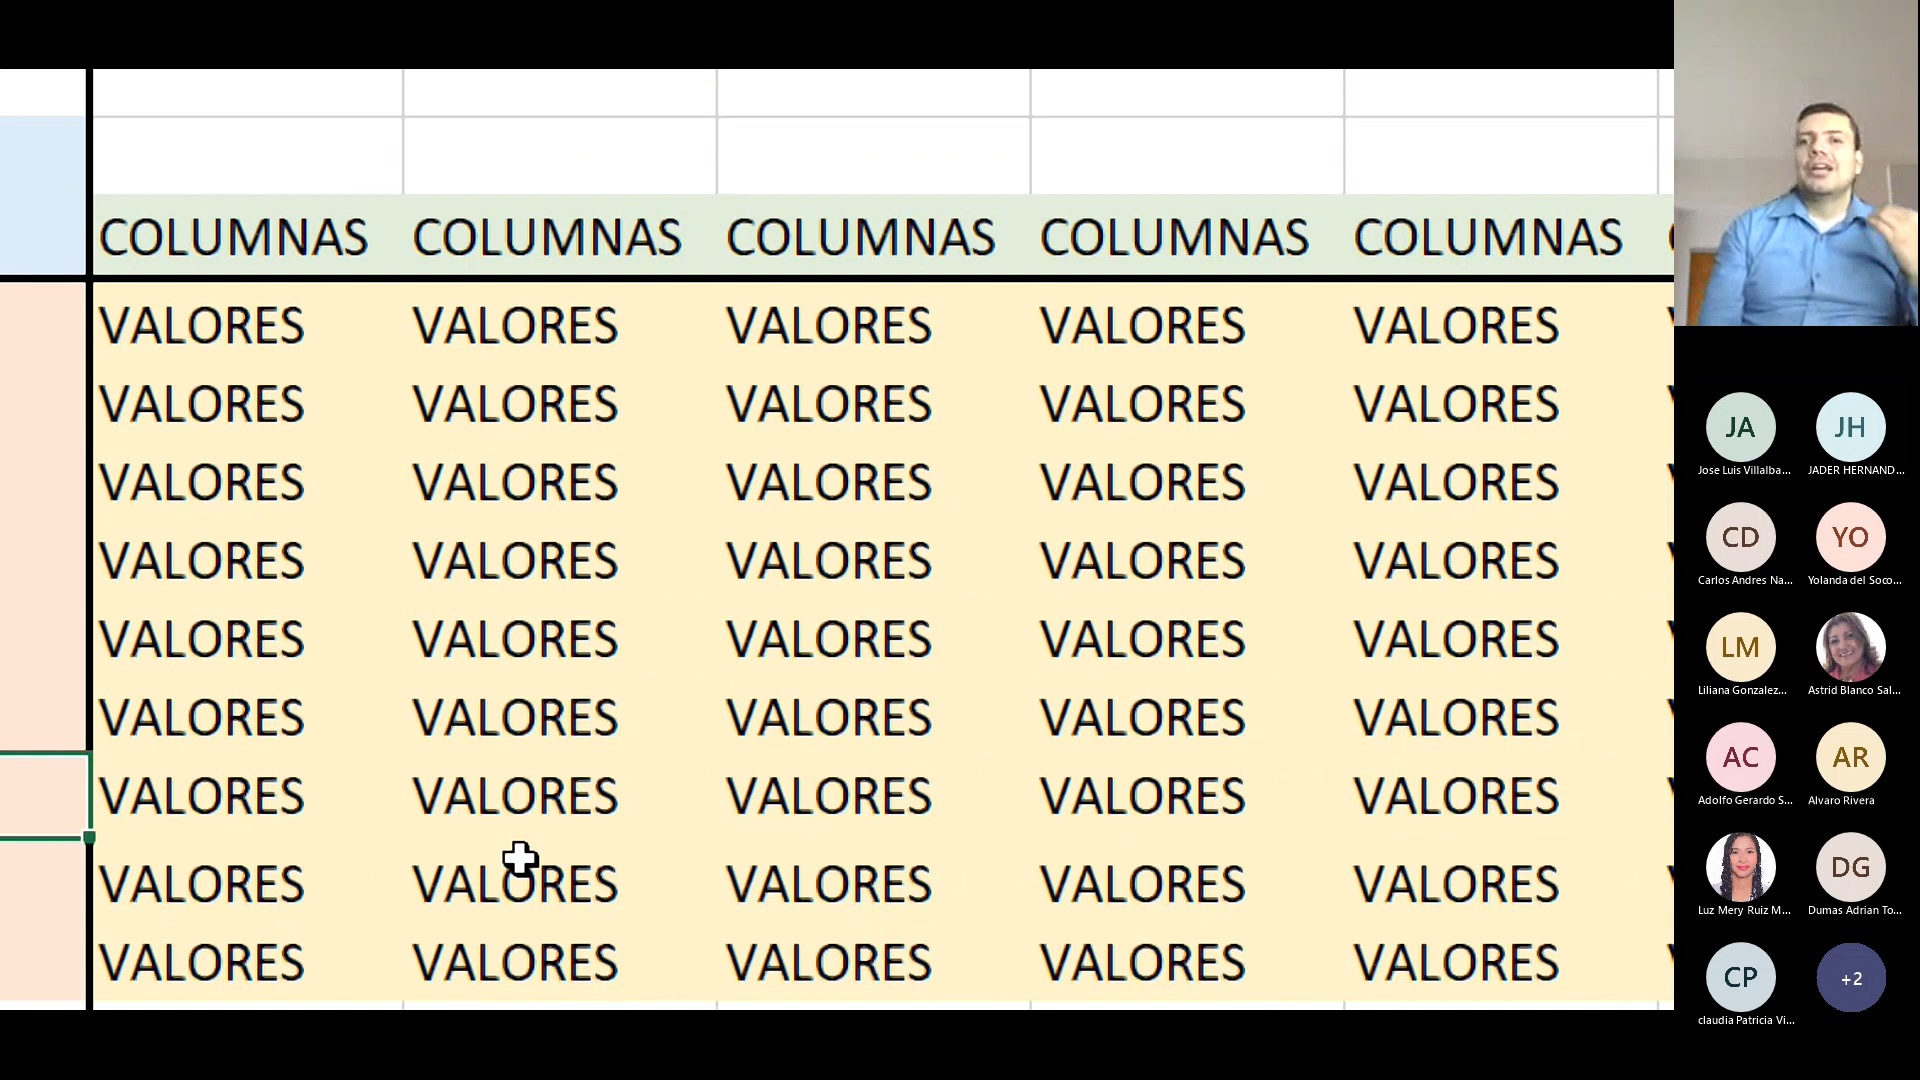 COLUMNAS COLUMNAS COLUMNAS COLUMNAS COLUMNAS
VALORES VALORES VALORES VALORES VALORES
VALORES VALORES VALORES VALORES VALORES
VALORES VALORES VALORES VALORES VALORES
VALORES VALORES VALORES VALORES VALORES
VALORES VALORES VALORES VALORES VALORES
VALORES VALORES VALORES VALORES VALORES
VALORES VALORES VALORES VALORES VALORES
VALORES VALORES VALORES VALORES VALORES
VALORES VALORES VALORES VALORES VALORES
JA JH
Jose Luis Villalba... JADER HERNAND...
CD YO
Carlos Andres Na... Yolanda del Soco...
LM
Liliana Gonzalez... Astrid Blanco Sal...
AC AR
Adolfo Gerardo S... Alvaro Rivera
DG
Luz Mery Ruiz M... Dumas Adrian To...
CP +2
claudia Patricia Vi...